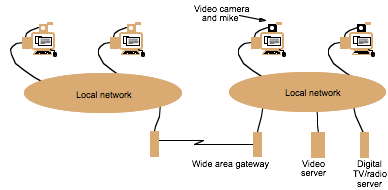 Video camera
and mike
Local network
Local network
Wide area gateway
Video
server
Digital
TV/radio
server